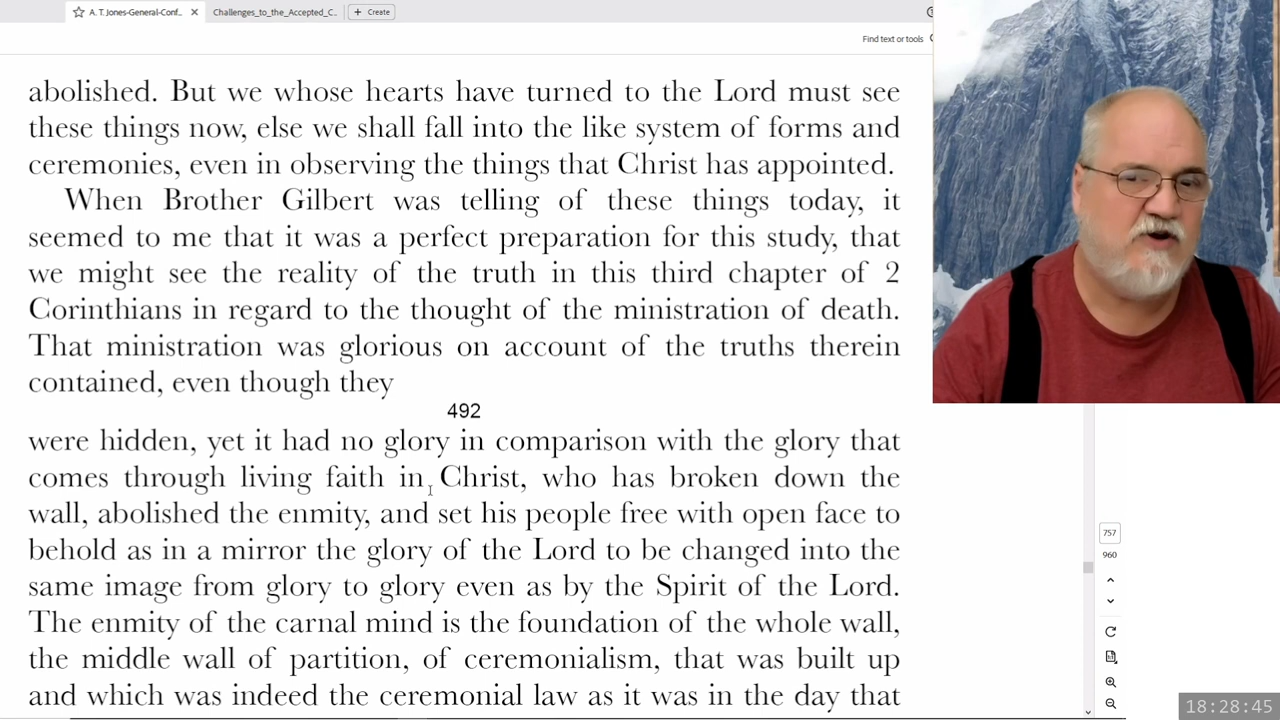 A. T. Jones-General-Conf...
Challenges_to_the_Accepted_C...
Create
Find text or tools
abolished. But we whose hearts have turned to the Lord must see
these things now, else we shall fall into the like system of forms and
ceremonies, even in observing the things that Christ has appointed.
When Brother Gilbert was telling of these things today, it
seemed to me that it was a perfect preparation for this study, that
we might see the reality of the truth in this third chapter of 2
Corinthians in regard to the thought of the ministration of death.
That ministration was glorious on account of the truths therein
contained, even though they
492
were hidden, yet it had no glory in comparison with the glory that
comes through living faith in Christ, who has broken down the
wall, abolished the enmity, and set his people free with open face to
behold as in a mirror the glory of the Lord to be changed into the
same image from glory to glory even as by the Spirit of the Lord.
The enmity of the carnal mind is the foundation of the whole wall,
the middle wall of partition, of ceremonialism, that was built up
and which was indeed the ceremonial law as it was in the day that
757
960
18:28:45